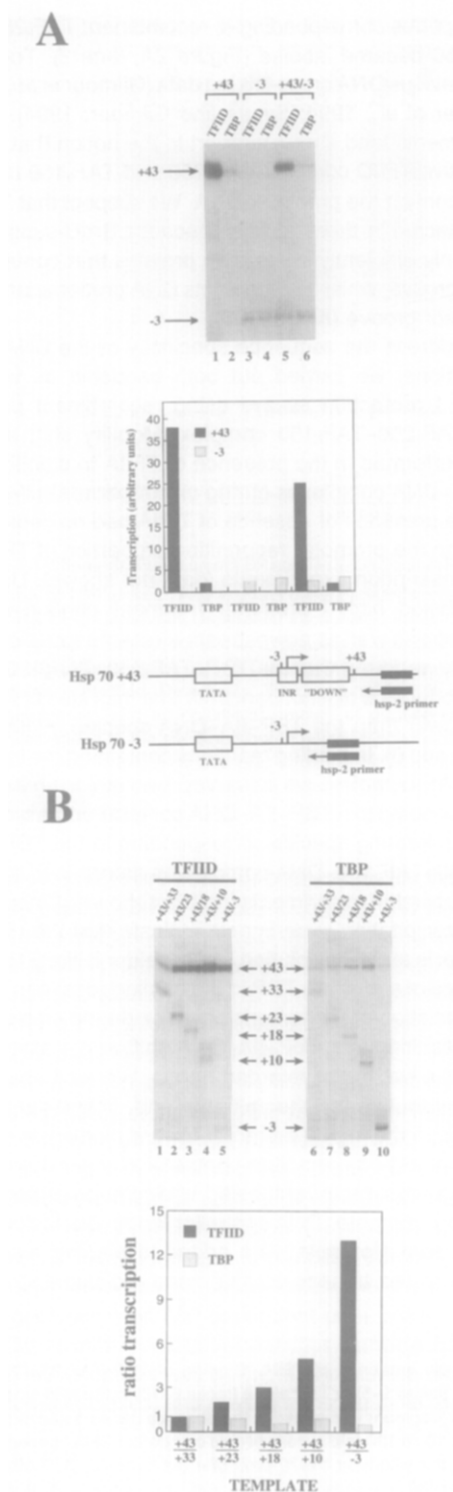 A
+43 -3 +43/-3
TFIID TBP TFIID TBP TFIID TBP
+43
-3
1 2 3 4 5 6
Transcription (arbitrary units)
40
35
30
25
20
15
10
5
0
+43
-3
TFIID TBP TFIID TBP TFIID TBP
-3 +43
Hsp 70 +43
TATA INR "DOWN"
hsp-2 primer
-3
Hsp 70 -3
TATA
hsp-2 primer
B
TFIID TBP
+43/+33 +43/23 +43/18 +43/+10 +43/-3 +43/+33 +43/23 +43/18 +43/+10 +43/-3
+43
+33
+23
+18
+10
-3
1 2 3 4 5 6 7 8 9 10
ratio transcription
15
12
9
6
3
1
0
TFIID
TBP
+43 +43 +43 +43 +43
+33 +23 +18 +10 -3
TEMPLATE